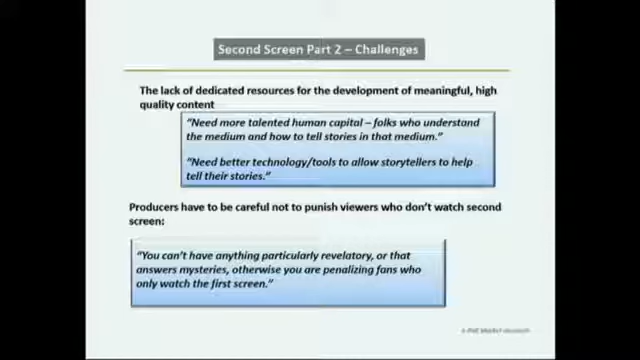 Second Screen Part 2 – Challenges
The lack of dedicated resources for the development of meaningful, high
quality content
“Need more talented human capital – folks who understand
the medium and how to tell stories in that medium.”
“Need better technology/tools to allow storytellers to help
tell their stories.”
Producers have to be careful not to punish viewers who don’t watch second
screen:
“You can’t have anything particularly revelatory, or that
answers mysteries, otherwise you are penalizing fans who
only watch the first screen.”